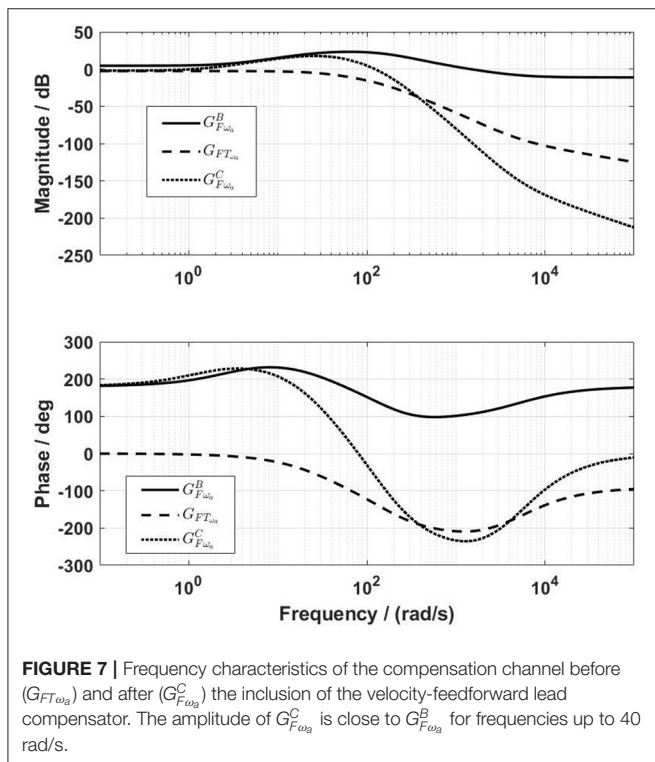 50
0
-50
-100
-150
-200
-250
Magnitude / dB
G^B_{Fω_a}
G_{FT_{ω_a}}
G^C_{Fω_a}
10^0
10^2
10^4
300
200
100
0
-100
-200
-300
Phase / deg
G^B_{Fω_a}
G_{FT_{ω_a}}
G^C_{Fω_a}
10^0
10^2
10^4
Frequency / (rad/s)
FIGURE 7 | Frequency characteristics of the compensation channel before
(G_{FTω_a}) and after (G^C_{Fω_a}) the inclusion of the velocity-feedforward lead
compensator. The amplitude of G^C_{Fω_a} is close to G^B_{Fω_a} for frequencies up to 40
rad/s.